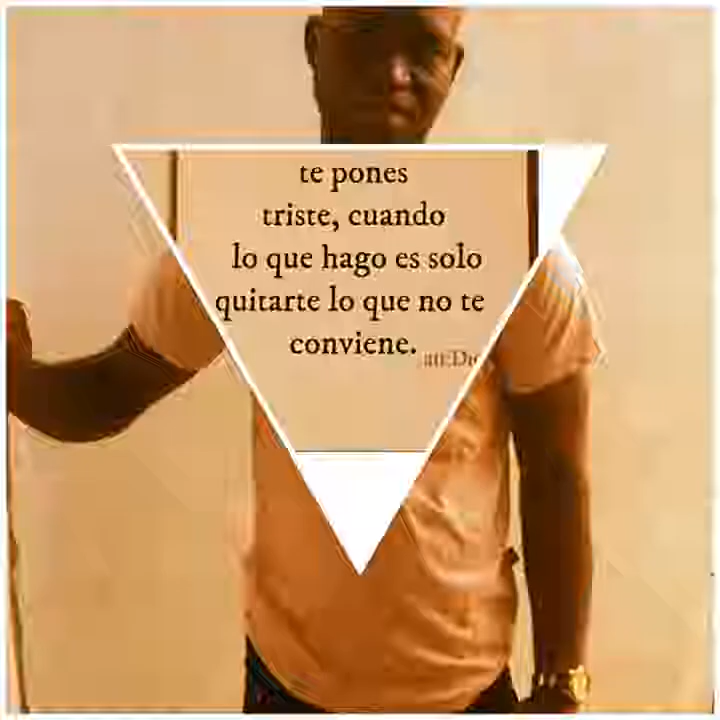 te pones
triste, cuando
lo que hago es solo
quitarte lo que no te
conviene.